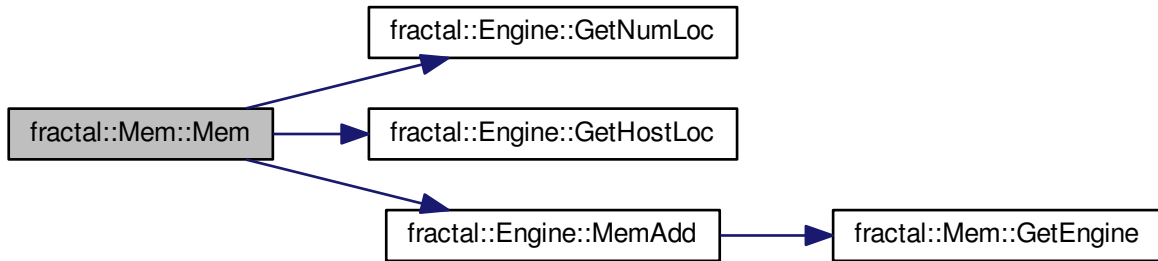 fractal::Engine::GetNumLoc
fractal::Mem::Mem
fractal::Engine::GetHostLoc
fractal::Engine::MemAdd
fractal::Mem::GetEngine